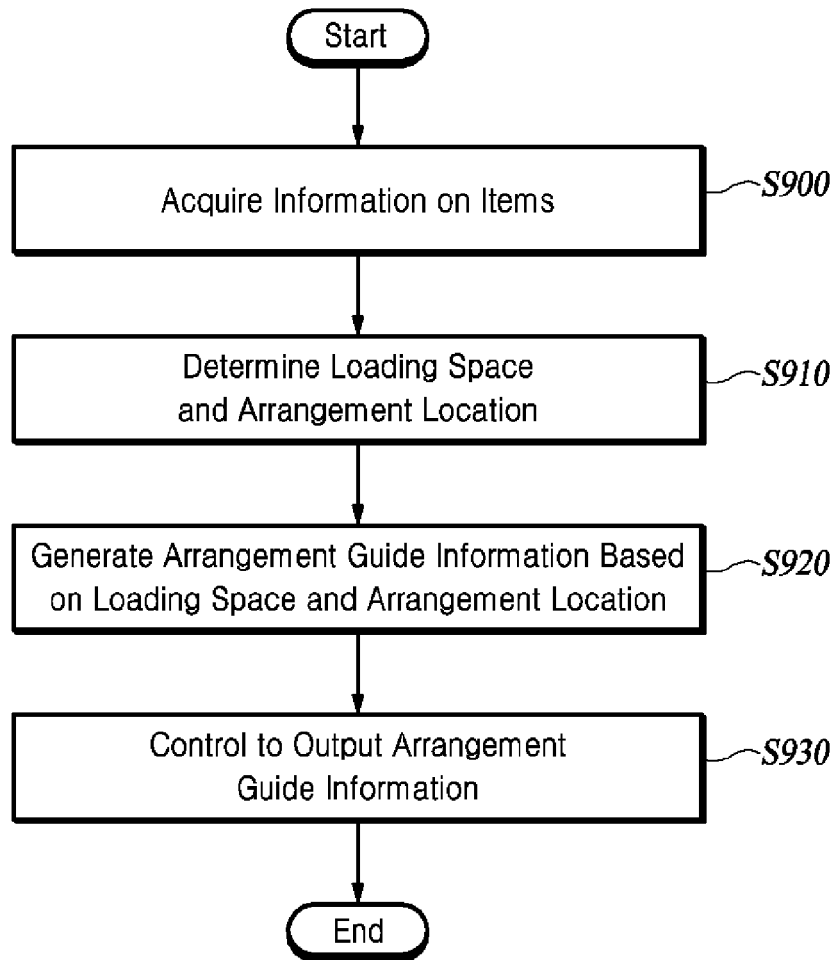 Start
Acquire Information on Items
S900
Determine Loading Space
and Arrangement Location
S910
Generate Arrangement Guide Information Based
on Loading Space and Arrangement Location
S920
Control to Output Arrangement
Guide Information
S930
End